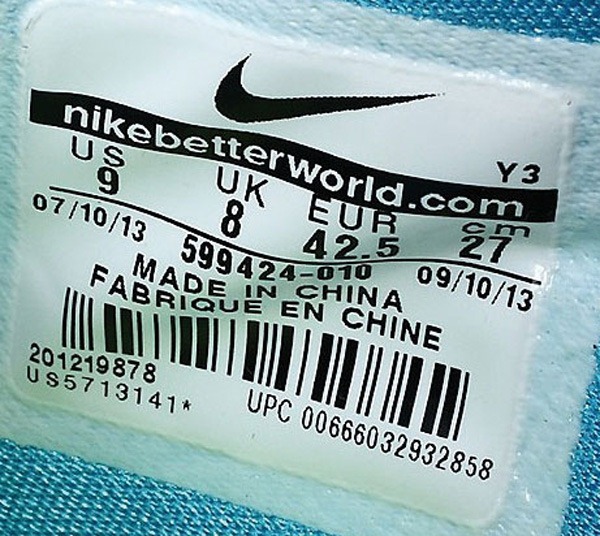 Y3
nikebetterworld.com
US UK EUR cm
9 8 42.5 27
07/10/13 599424-010 09/10/13
MADE IN CHINA
FABRIQUE EN CHINE
201219878
US5713141* UPC 00666032932858